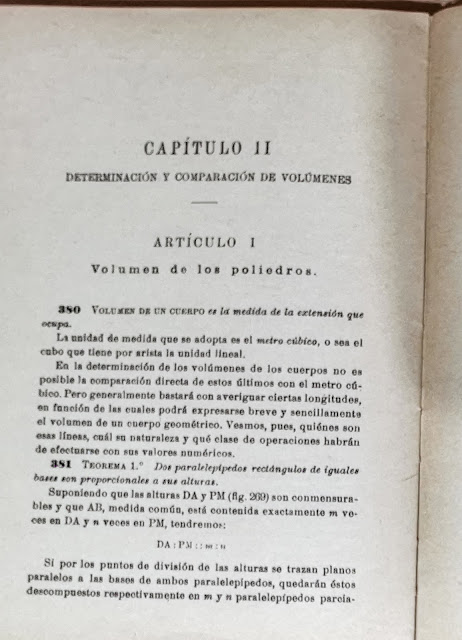 CAPÍTULO II
DETERMINACIÓN Y COMPARACIÓN DE VOLÚMENES
ARTÍCULO I
Volumen de los poliedros.
380 VOLUMEN DE UN CUERPO es la medida de la extensión que
ocupa.
La unidad de medida que se adopta es el metro cúbico, o sea el
cubo que tiene por arista la unidad lineal.
En la determinación de los volúmenes de los cuerpos no es
posible la comparación directa de estos últimos con el metro cú-
bico. Pero generalmente bastará con averiguar ciertas longitudes,
en función de las cuales podrá expresarse breve y sencillamente
el volumen de un cuerpo geométrico. Veamos, pues, quiénes son
esas líneas, cuál su naturaleza y qué clase de operaciones habrán
de efectuarse con sus valores numéricos.
381 TEOREMA 1.° Dos paralelepípedos rectángulos de iguales
bases son proporcionales a sus alturas.
Suponiendo que las alturas DA y PM (fig. 269) son conmensura-
bles y que AB, medida común, está contenida exactamente m ve-
ces en DA y n veces en PM, tendremos:
DA : PM :: m : n
Si por los puntos de división de las alturas se trazan planos
paralelos a las bases de ambos paralelepípedos, quedarán éstos
descompuestos respectivamente en m y n paralelepípedos parcia-